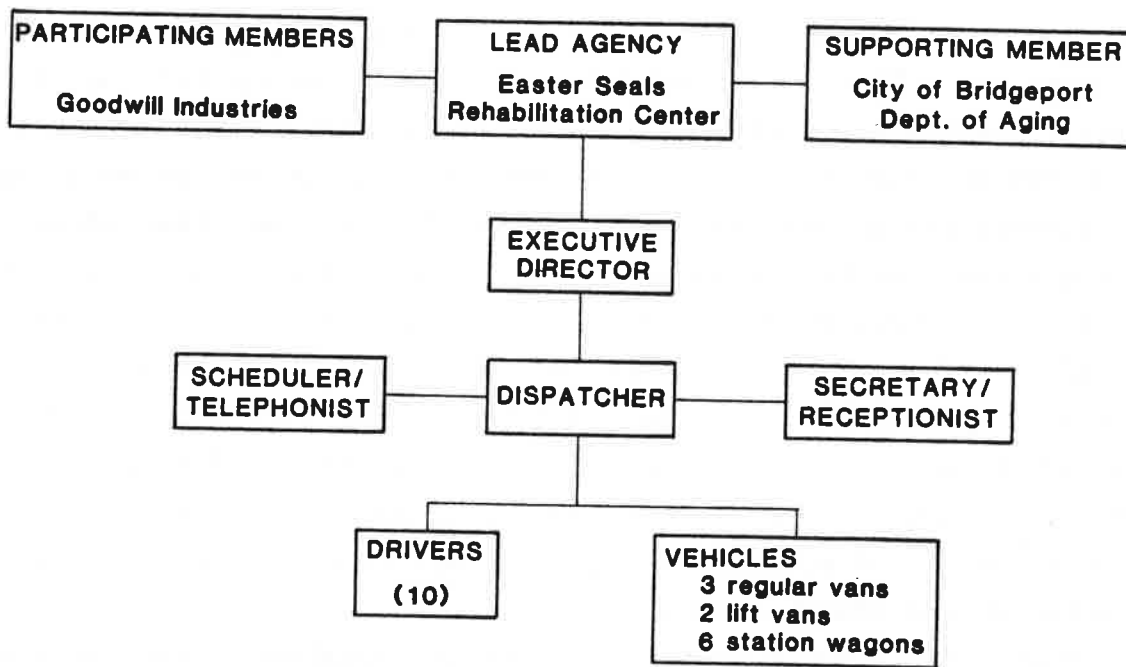 PARTICIPATING MEMBERS
Goodwill Industries
LEAD AGENCY
Easter Seals
Rehabilitation Center
SUPPORTING MEMBER
City of Bridgeport
Dept. of Aging
EXECUTIVE
DIRECTOR
SCHEDULER/
TELEPHONIST
DISPATCHER
SECRETARY/
RECEPTIONIST
DRIVERS
(10)
VEHICLES
3 regular vans
2 lift vans
6 station wagons